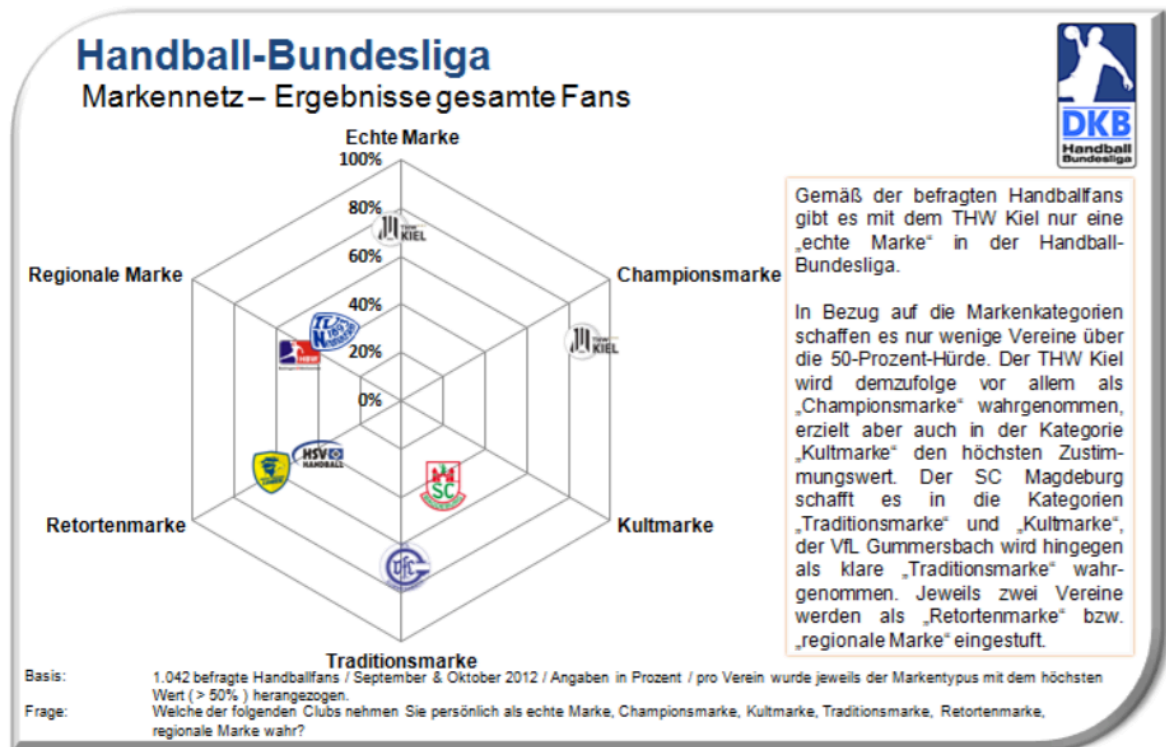 Handball-Bundesliga
Markennetz – Ergebnisse gesamte Fans
DKB
Handball
Bundesliga
Echte Marke
100%
80%
THW
KIEL
60%
Regionale Marke
Championsmarke
40%
THW
KIEL
HBW
20%
0%
HSV
HANDBALL
SC
Retortenmarke
Kultmarke
VfL
Traditionsmarke
Gemäß der befragten Handballfans
gibt es mit dem THW Kiel nur eine
„echte Marke“ in der Handball-
Bundesliga.
In Bezug auf die Markenkategorien
schaffen es nur wenige Vereine über
die 50-Prozent-Hürde. Der THW Kiel
wird demzufolge vor allem als
„Championsmarke“ wahrgenommen,
erzielt aber auch in der Kategorie
„Kultmarke“ den höchsten Zustim-
mungswert. Der SC Magdeburg
schafft es in die Kategorien
„Traditionsmarke“ und „Kultmarke“,
der VfL Gummersbach wird hingegen
als klare „Traditionsmarke“ wahr-
genommen. Jeweils zwei Vereine
werden als „Retortenmarke“ bzw.
„regionale Marke“ eingestuft.
Basis: 1.042 befragte Handballfans / September & Oktober 2012 / Angaben in Prozent / pro Verein wurde jeweils der Markentypus mit dem höchsten
Wert ( > 50% ) herangezogen.
Frage: Welche der folgenden Clubs nehmen Sie persönlich als echte Marke, Championsmarke, Kultmarke, Traditionsmarke, Retortenmarke,
regionale Marke wahr?